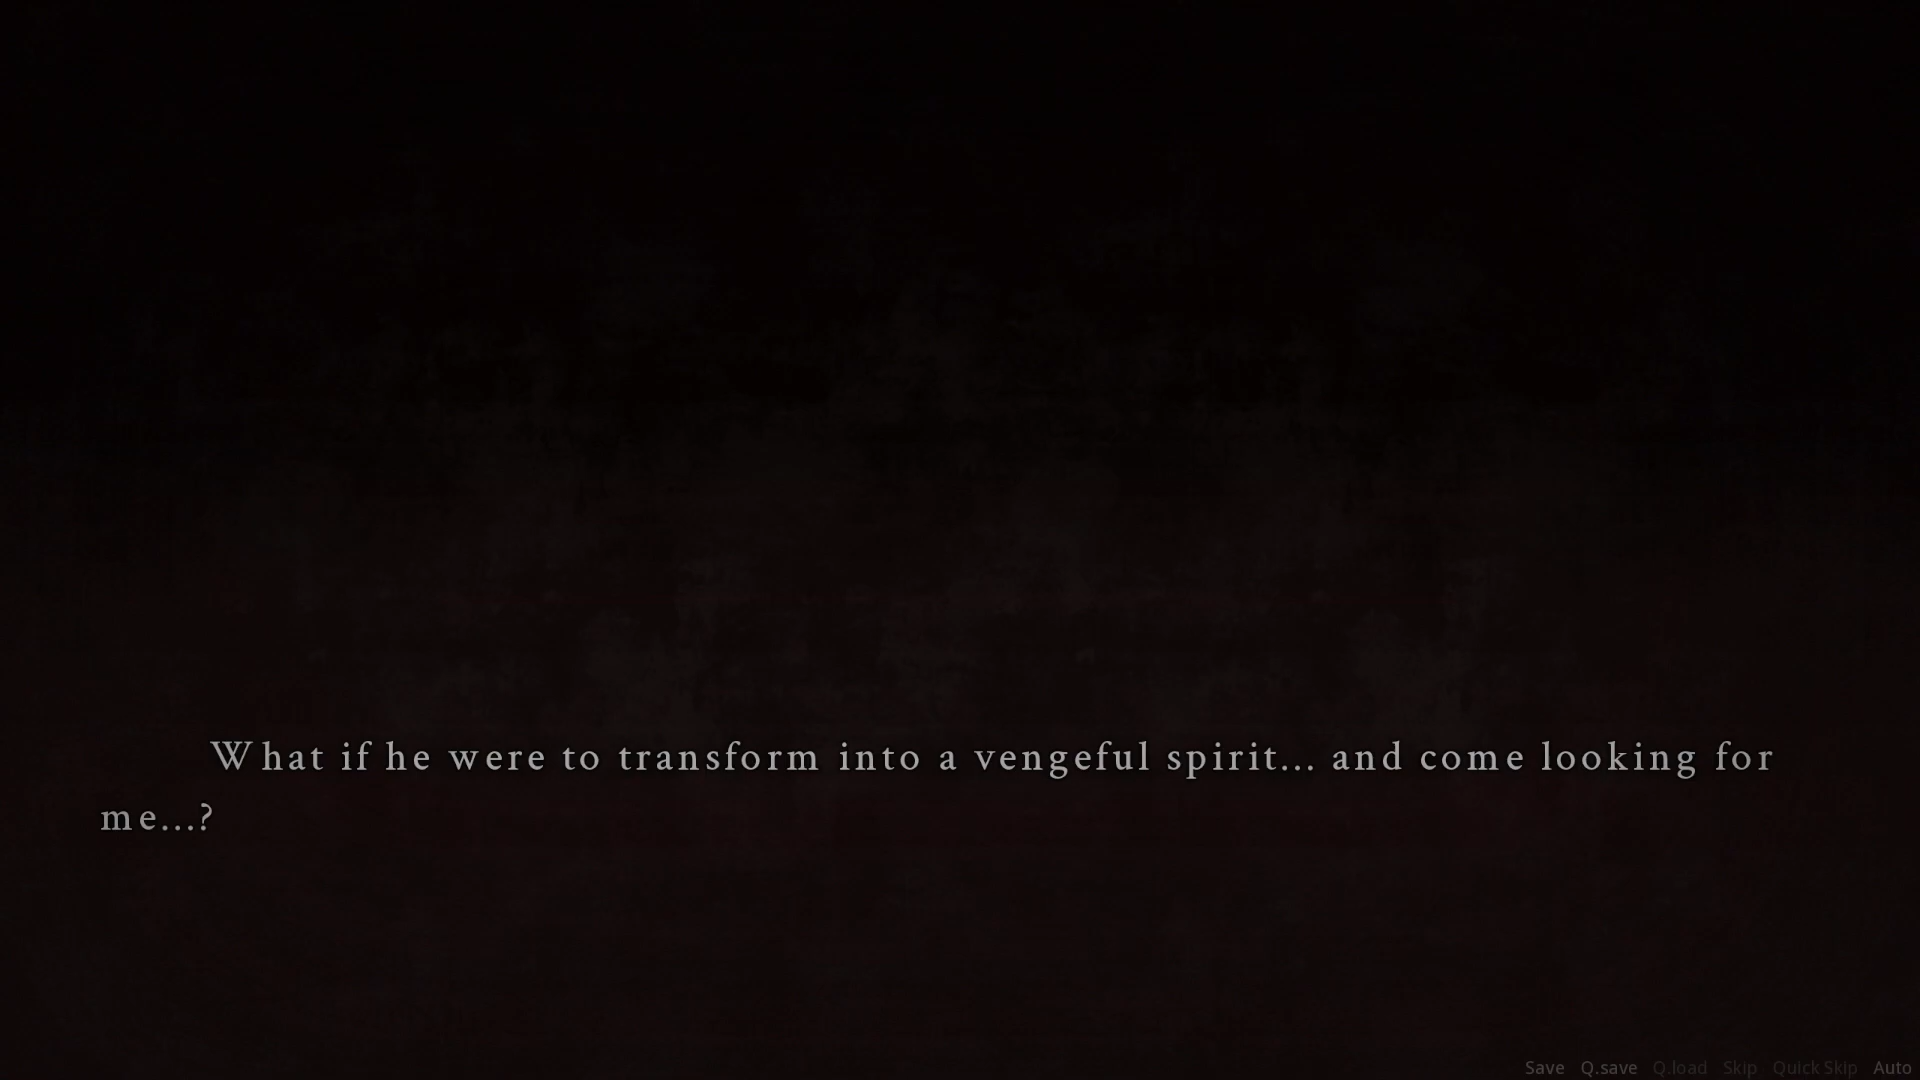 What if he were to transform into a vengeful spirit... and come looking for
me...?
Save Q.save Q.load Skip Quick Skip Auto